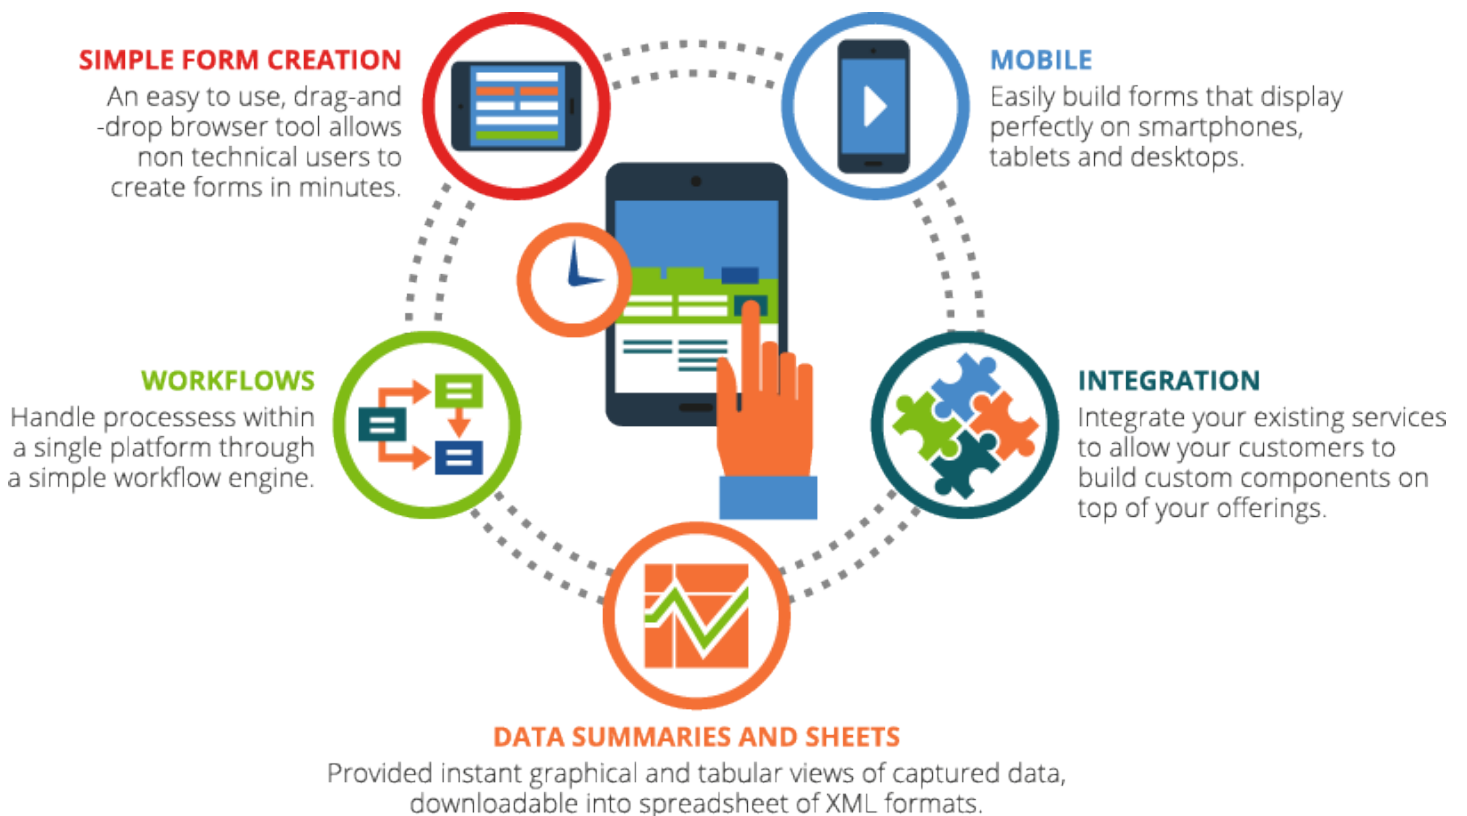 SIMPLE FORM CREATION
An easy to use, drag-and
-drop browser tool allows
non technical users to
create forms in minutes.
MOBILE
Easily build forms that display
perfectly on smartphones,
tablets and desktops.
WORKFLOWS
Handle processess within
a single platform through
a simple workflow engine.
INTEGRATION
Integrate your existing services
to allow your customers to
build custom components on
top of your offerings.
DATA SUMMARIES AND SHEETS
Provided instant graphical and tabular views of captured data,
downloadable into spreadsheet of XML formats.